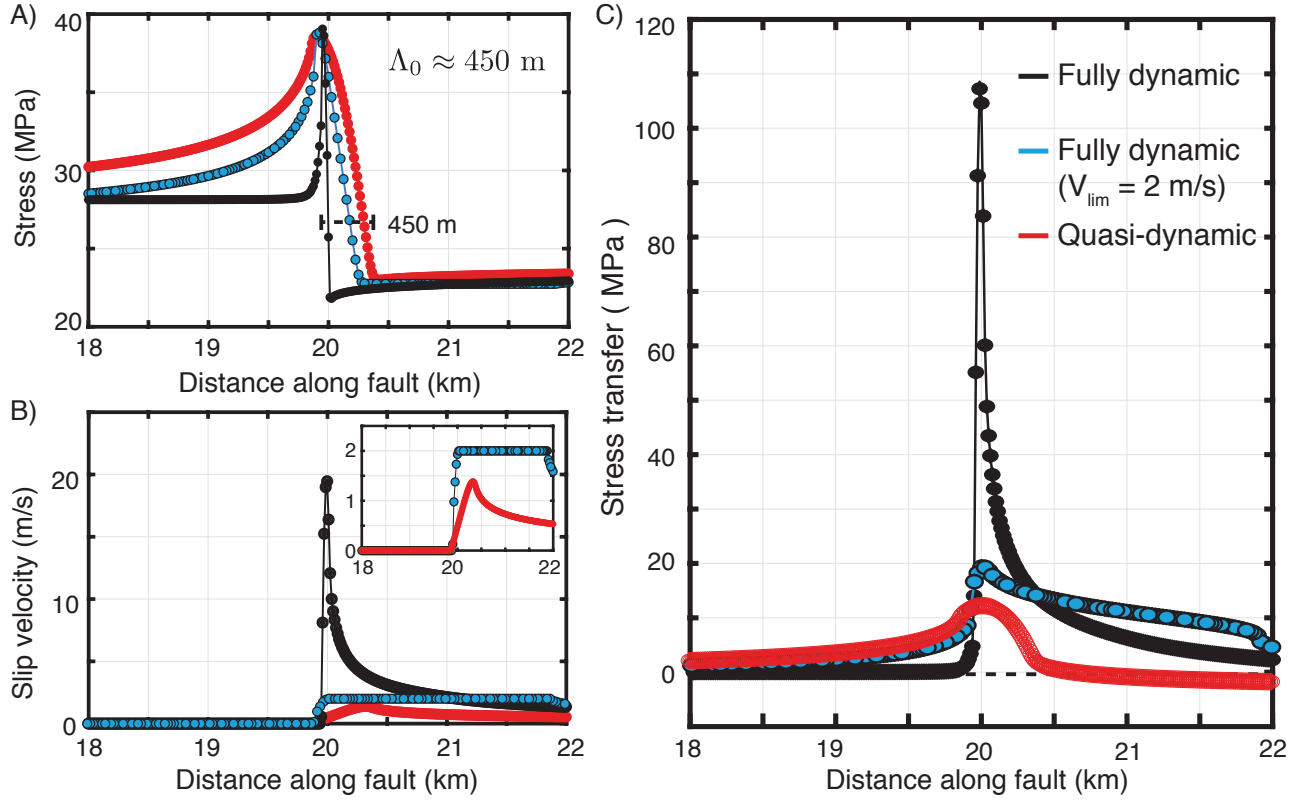 A)
Stress (MPa)
40
30
20
Λ₀ ≈ 450 m
450 m
18 19 20 21 22
Distance along fault (km)
B)
Slip velocity (m/s)
20
10
0
18 19 20 21 22
Distance along fault (km)
2
1
0
18 20 22
C)
Stress transfer ( MPa)
120
100
80
60
40
20
0
18 19 20 21 22
Distance along fault (km)
Fully dynamic
Fully dynamic
(V_lim = 2 m/s)
Quasi-dynamic